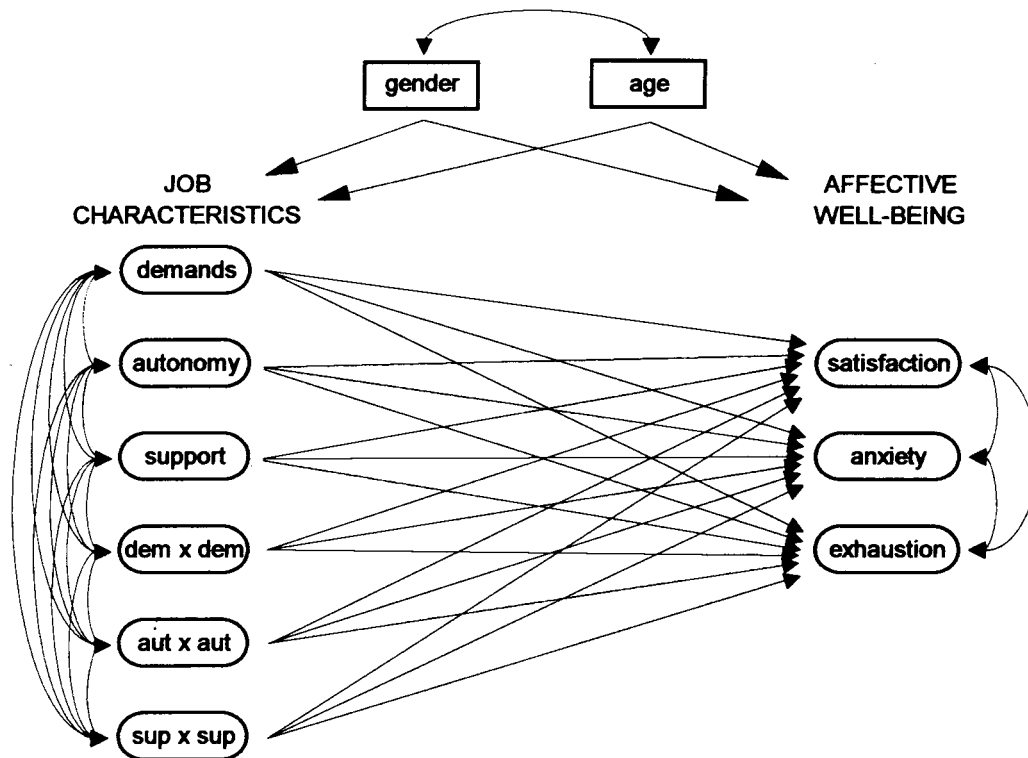 gender
age
JOB
CHARACTERISTICS
AFFECTIVE
WELL-BEING
demands
autonomy
support
dem x dem
aut x aut
sup x sup
satisfaction
anxiety
exhaustion